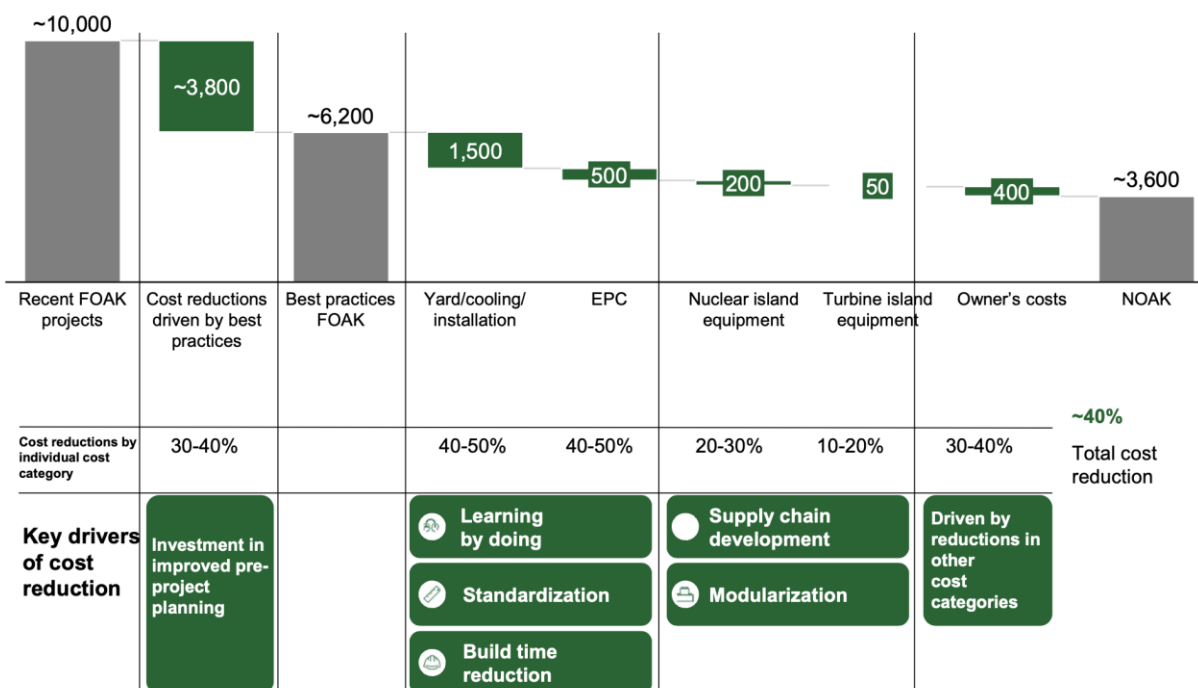 ~10,000
~3,800
~6,200
1,500
500
200
50
400
~3,600
Recent FOAK
projects
Cost reductions
driven by best
practices
Best practices
FOAK
Yard/cooling/
installation
EPC
Nuclear island
equipment
Turbine island
equipment
Owner's costs
NOAK
~40%
Total cost
reduction
Cost reductions by
individual cost
category
30-40%
40-50%
40-50%
20-30%
10-20%
30-40%
Key drivers
of cost
reduction
Investment in
improved pre-
project
planning
Learning
by doing
Standardization
Build time
reduction
Supply chain
development
Modularization
Driven by
reductions in
other
cost
categories